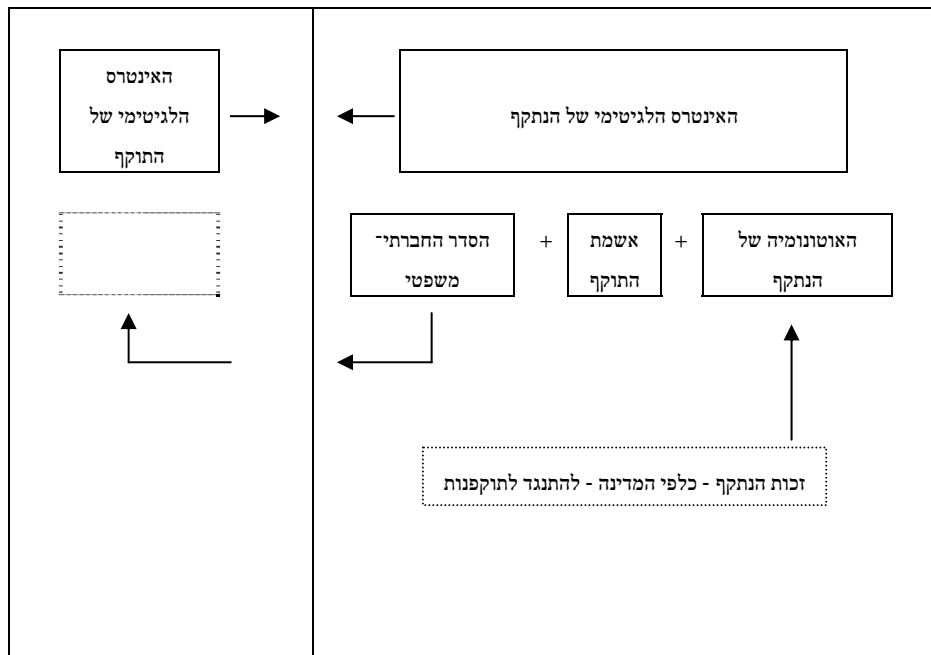 האינטרס הלגיטימי של הנתקף
האינטרס
הלגיטימי של
התוקף
האוטונומיה של
הנתקף
+
אשמת
התוקף
+
הסדר החברתי־
משפטי
זכות הנתקף - כלפי המדינה - להתנגד לתוקפנות